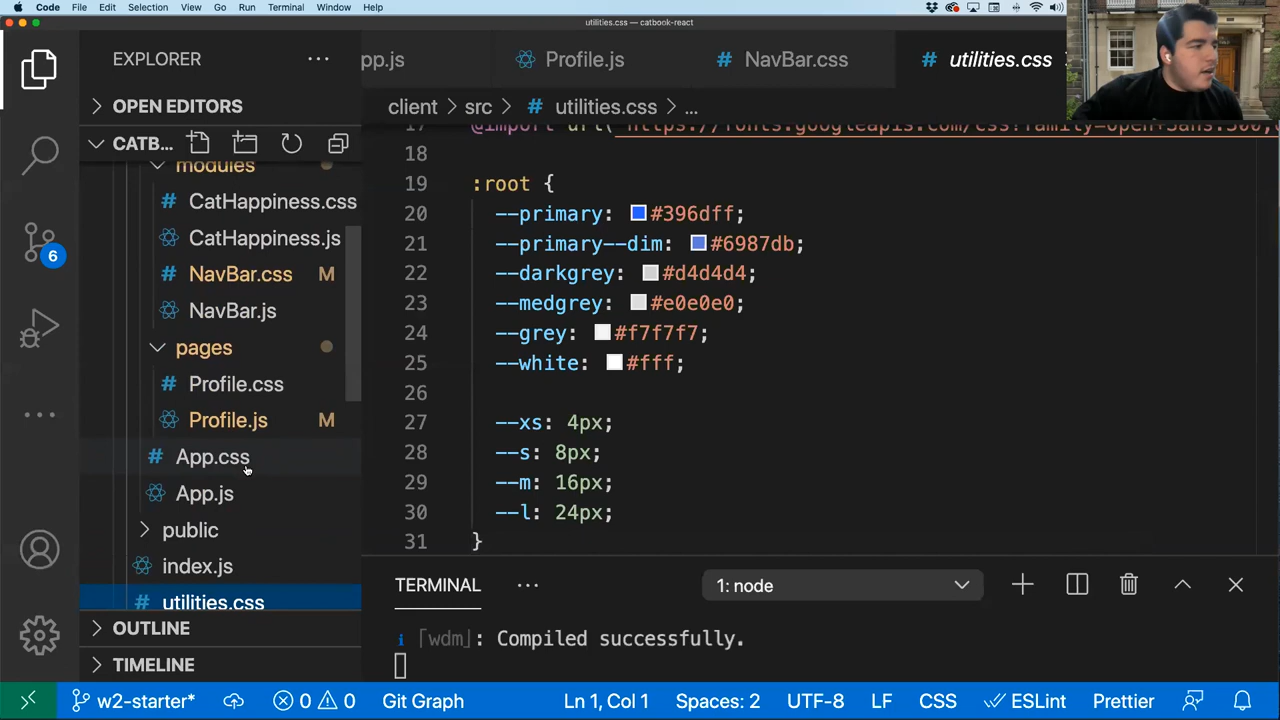 Code File Edit Selection View Go Run Terminal Window Help
utilities.css — catbook-react
EXPLORER
OPEN EDITORS
CATB...
modules
CatHappiness.css
CatHappiness.js
NavBar.css M
NavBar.js
pages
Profile.css
Profile.js M
App.css
App.js
public
index.js
utilities.css
OUTLINE
TIMELINE
6
pp.js Profile.js # NavBar.css # utilities.css
client > src > # utilities.css > ...
17 @import url('https://fonts.googleapis.com/css?family=Open+Sans:300,
18
19 :root {
20 --primary: #396dff;
21 --primary--dim: #6987db;
22 --darkgrey: #d4d4d4;
23 --medgrey: #e0e0e0;
24 --grey: #f7f7f7;
25 --white: #fff;
26
27 --xs: 4px;
28 --s: 8px;
29 --m: 16px;
30 --l: 24px;
31 }
TERMINAL ... 1: node
i ｢wdm｣: Compiled successfully.
w2-starter* 0 0 Git Graph Ln 1, Col 1 Spaces: 2 UTF-8 LF CSS ESLint Prettier